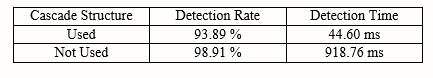 Cascade Structure Detection Rate Detection Time
Used 93.89 % 44.60 ms
Not Used 98.91 % 918.76 ms